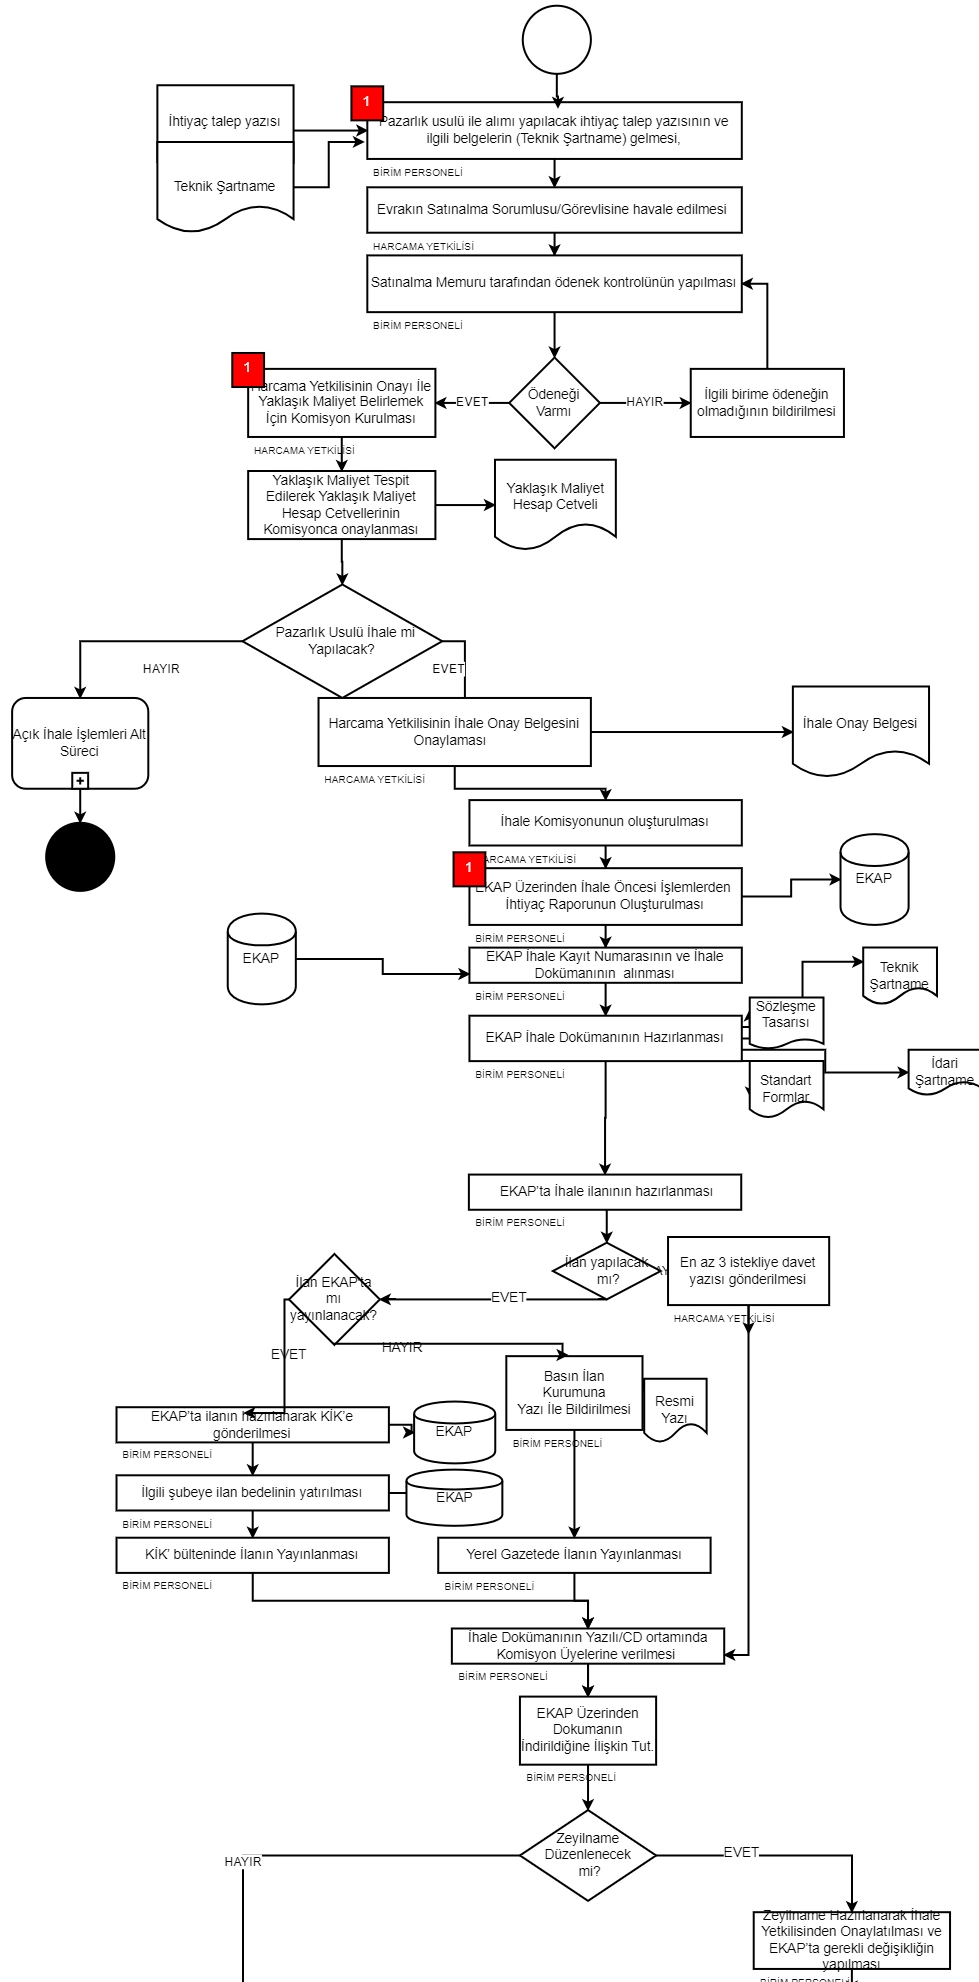 1
İhtiyaç talep yazısı
Pazarlık usulü ile alımı yapılacak ihtiyaç talep yazısının ve
ilgili belgelerin (Teknik Şartname) gelmesi,
Teknik Şartname
BİRİM PERSONELİ
Evrakın Satınalma Sorumlusu/Görevlisine havale edilmesi
HARCAMA YETKİLİSİ
Satınalma Memuru tarafından ödenek kontrolünün yapılması
BİRİM PERSONELİ
1
Harcama Yetkilisinin Onayı İle
Yaklaşık Maliyet Belirlemek
İçin Komisyon Kurulması
EVET
Ödeneği
Varmı
HAYIR
İlgili birime ödeneğin
olmadığının bildirilmesi
HARCAMA YETKİLİSİ
Yaklaşık Maliyet Tespit
Edilerek Yaklaşık Maliyet
Hesap Cetvellerinin
Komisyonca onaylanması
Yaklaşık Maliyet
Hesap Cetveli
Pazarlık Usulü İhale mi
Yapılacak?
HAYIR
EVET
Açık İhale İşlemleri Alt
Süreci
Harcama Yetkilisinin İhale Onay Belgesini
Onaylaması
İhale Onay Belgesi
HARCAMA YETKİLİSİ
İhale Komisyonunun oluşturulması
HARCAMA YETKİLİSİ
1
EKAP Üzerinden İhale Öncesi İşlemlerden
İhtiyaç Raporunun Oluşturulması
EKAP
BİRİM PERSONELİ
EKAP
EKAP İhale Kayıt Numarasının ve İhale
Dokümanının  alınması
BİRİM PERSONELİ
Teknik
Şartname
Sözleşme
Tasarısı
EKAP İhale Dokümanının Hazırlanması
BİRİM PERSONELİ
İdari
Şartname
Standart
Formlar
EKAP'ta İhale ilanının hazırlanması
BİRİM PERSONELİ
İlan yapılacak
mı?
En az 3 istekliye davet
yazısı gönderilmesi
HARCAMA YETKİLİSİ
EVET
İlan EKAP'ta
mı
yayınlanacak?
EVET
HAYIR
Basın İlan
Kurumuna
Yazı İle Bildirilmesi
Resmi
Yazı
BİRİM PERSONELİ
EKAP'ta ilanın hazırlanarak KİK'e
gönderilmesi
EKAP
BİRİM PERSONELİ
İlgili şubeye ilan bedelinin yatırılması
EKAP
BİRİM PERSONELİ
KİK' bülteninde İlanın Yayınlanması
Yerel Gazetede İlanın Yayınlanması
BİRİM PERSONELİ
BİRİM PERSONELİ
İhale Dokümanının Yazılı/CD ortamında
Komisyon Üyelerine verilmesi
BİRİM PERSONELİ
EKAP Üzerinden
Dokumanın
İndirildiğine İlişkin Tut.
BİRİM PERSONELİ
Zeyilname
Düzenlenecek
mi?
HAYIR
EVET
Zeyilname Hazırlanarak İhale
Yetkilisinden Onaylatılması ve
EKAP'ta gerekli değişikliğin
yapılması
BİRİM PERSONELİ